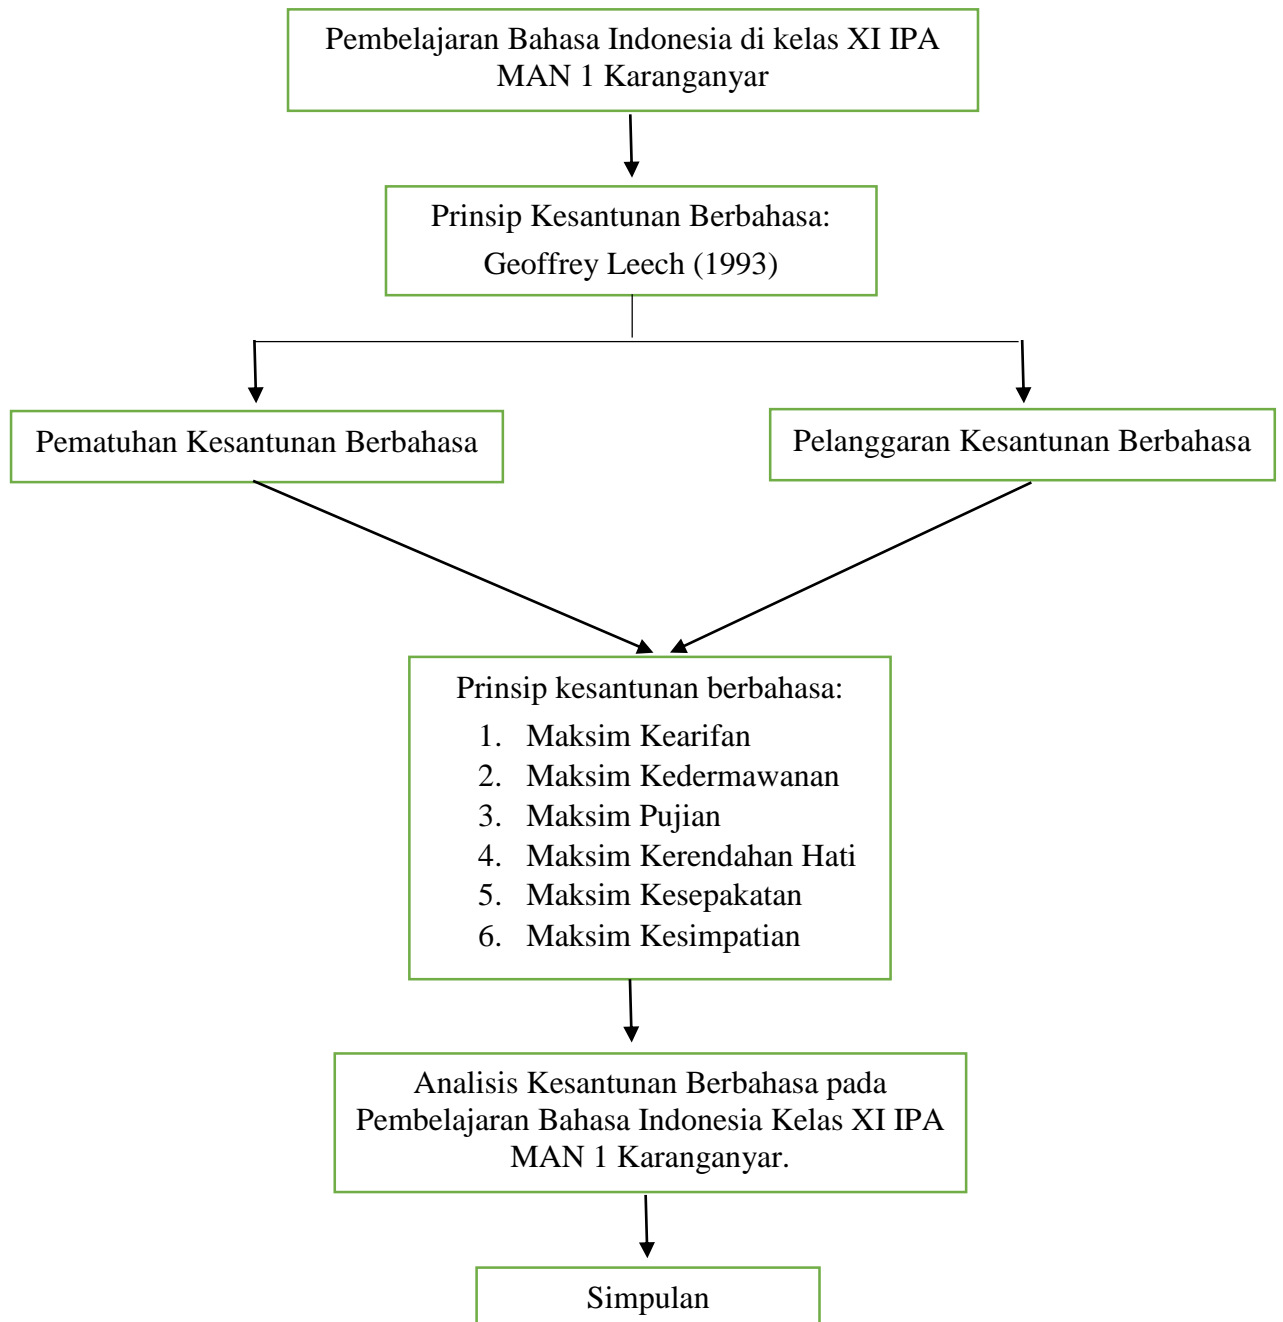 Pembelajaran Bahasa Indonesia di kelas XI IPA
MAN 1 Karanganyar
Prinsip Kesantunan Berbahasa:
Geoffrey Leech (1993)
Pematuhan Kesantunan Berbahasa
Pelanggaran Kesantunan Berbahasa
Prinsip kesantunan berbahasa:
1. Maksim Kearifan
2. Maksim Kedermawanan
3. Maksim Pujian
4. Maksim Kerendahan Hati
5. Maksim Kesepakatan
6. Maksim Kesimpatian
Analisis Kesantunan Berbahasa pada
Pembelajaran Bahasa Indonesia Kelas XI IPA
MAN 1 Karanganyar.
Simpulan